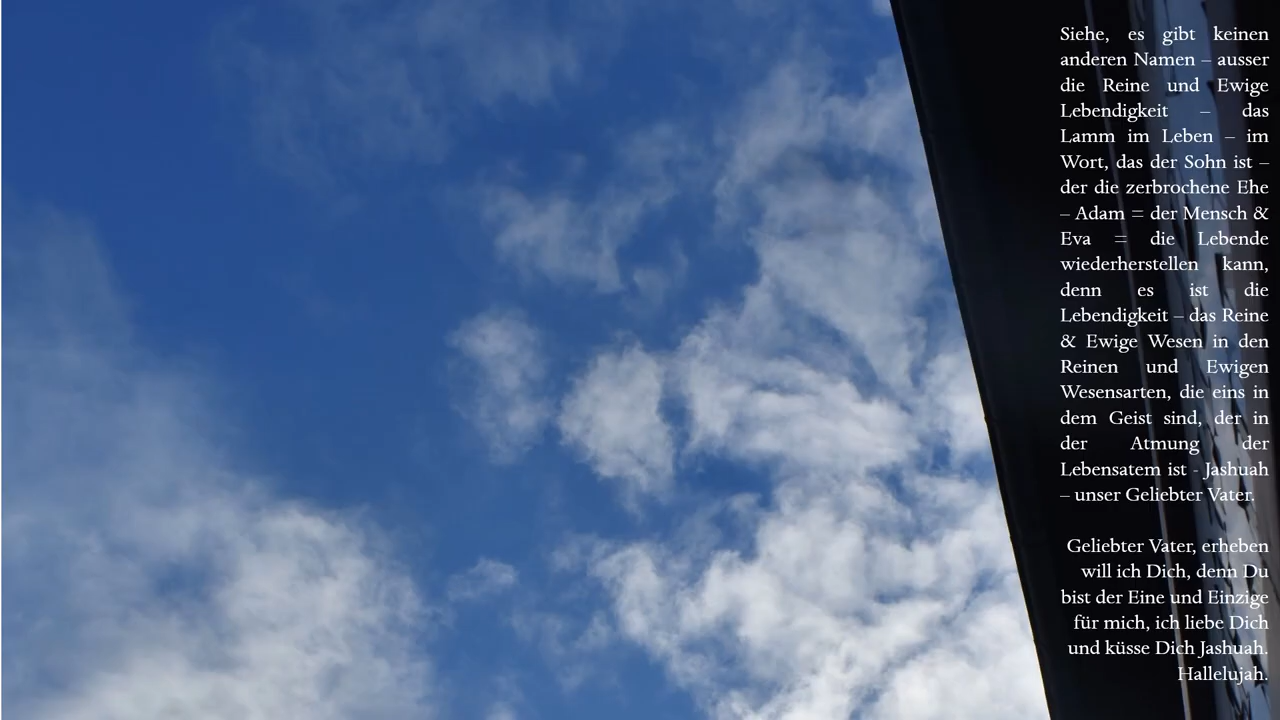 Siehe, es gibt keinen
anderen Namen – ausser
die Reine und Ewige
Lebendigkeit – das
Lamm im Leben – im
Wort, das der Sohn ist –
der die zerbrochene Ehe
– Adam = der Mensch &
Eva = die Lebende
wiederherstellen kann,
denn es ist die
Lebendigkeit – das Reine
& Ewige Wesen in den
Reinen und Ewigen
Wesensarten, die eins in
dem Geist sind, der in
der Atmung der
Lebensatem ist - Jashuah
– unser Geliebter Vater.
Geliebter Vater, erheben
will ich Dich, denn Du
bist der Eine und Einzige
für mich, ich liebe Dich
und küsse Dich Jashuah.
Hallelujah.